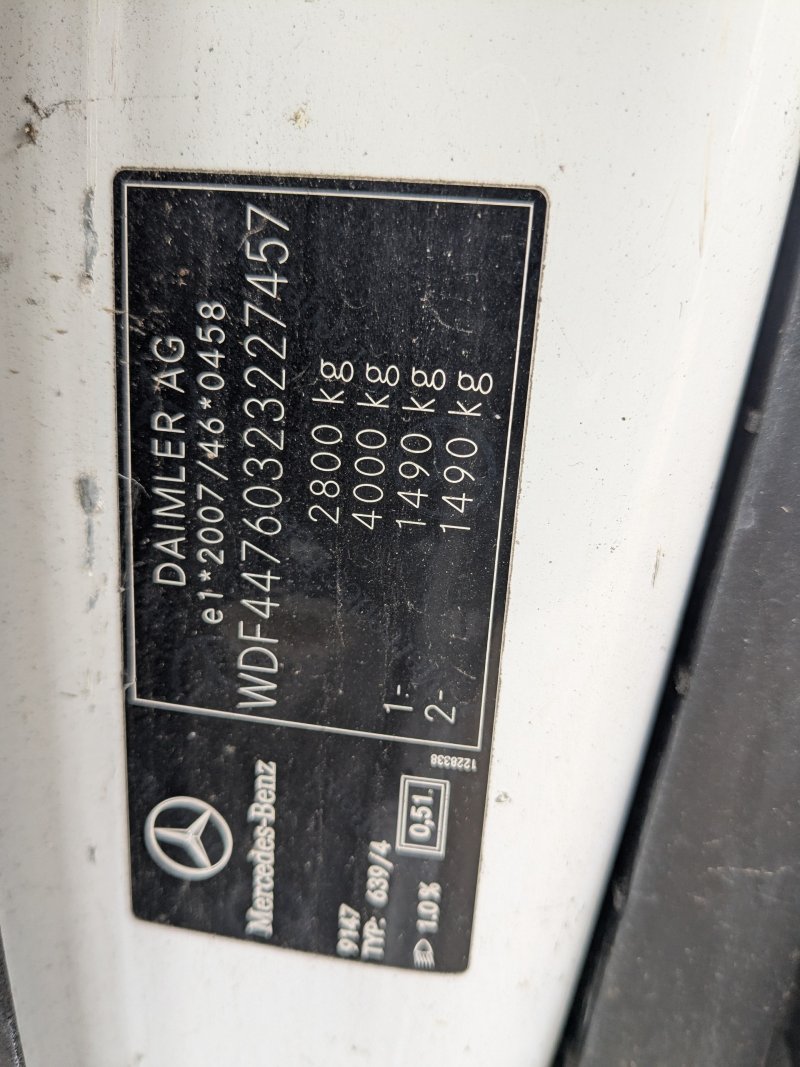 DAIMLER AG
e1*2007/46*0458
WDF44760323227457
2800 kg
4000 kg
1- 1490 kg
2- 1490 kg
Mercedes-Benz
9147
TYP: 639/4
1.0 % 0,51
1228338